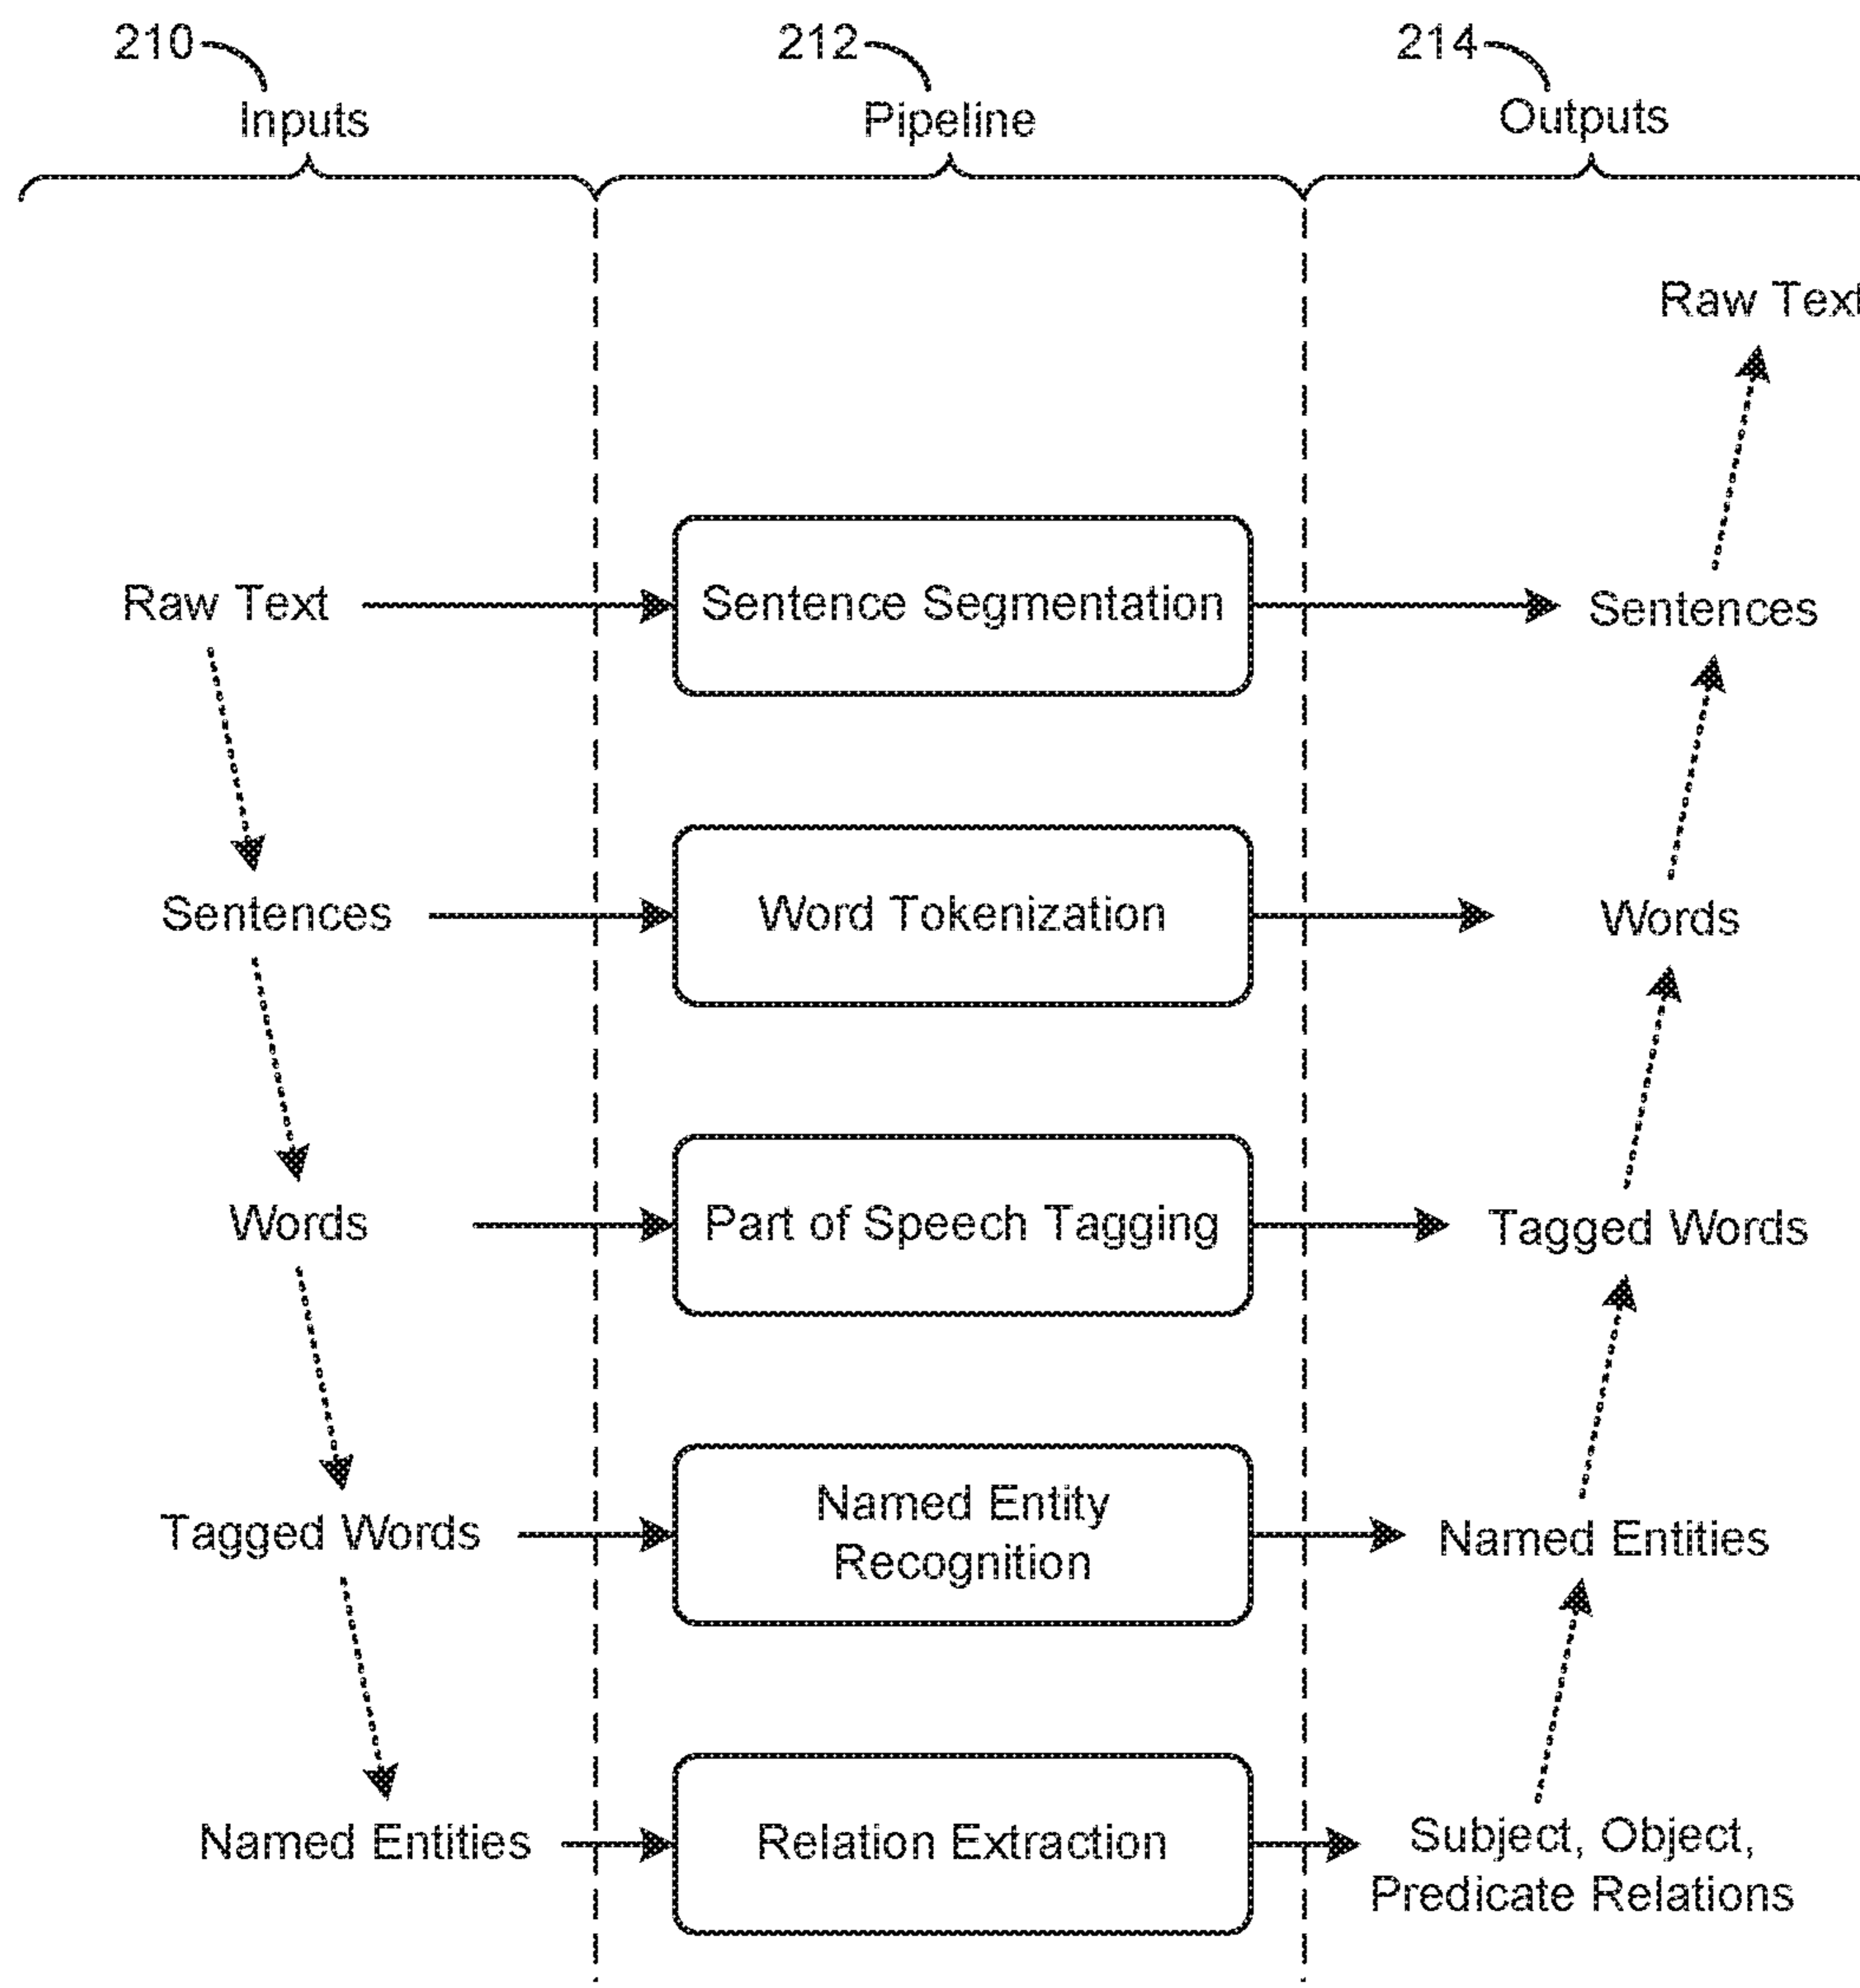 210
212
214
Inputs
Pipeline
Outputs
Raw Text
Raw Text
Sentence Segmentation
Sentences
Sentences
Word Tokenization
Words
Words
Part of Speech Tagging
Tagged Words
Tagged Words
Named Entity
Recognition
Named Entities
Named Entities
Relation Extraction
Subject, Object,
Predicate Relations